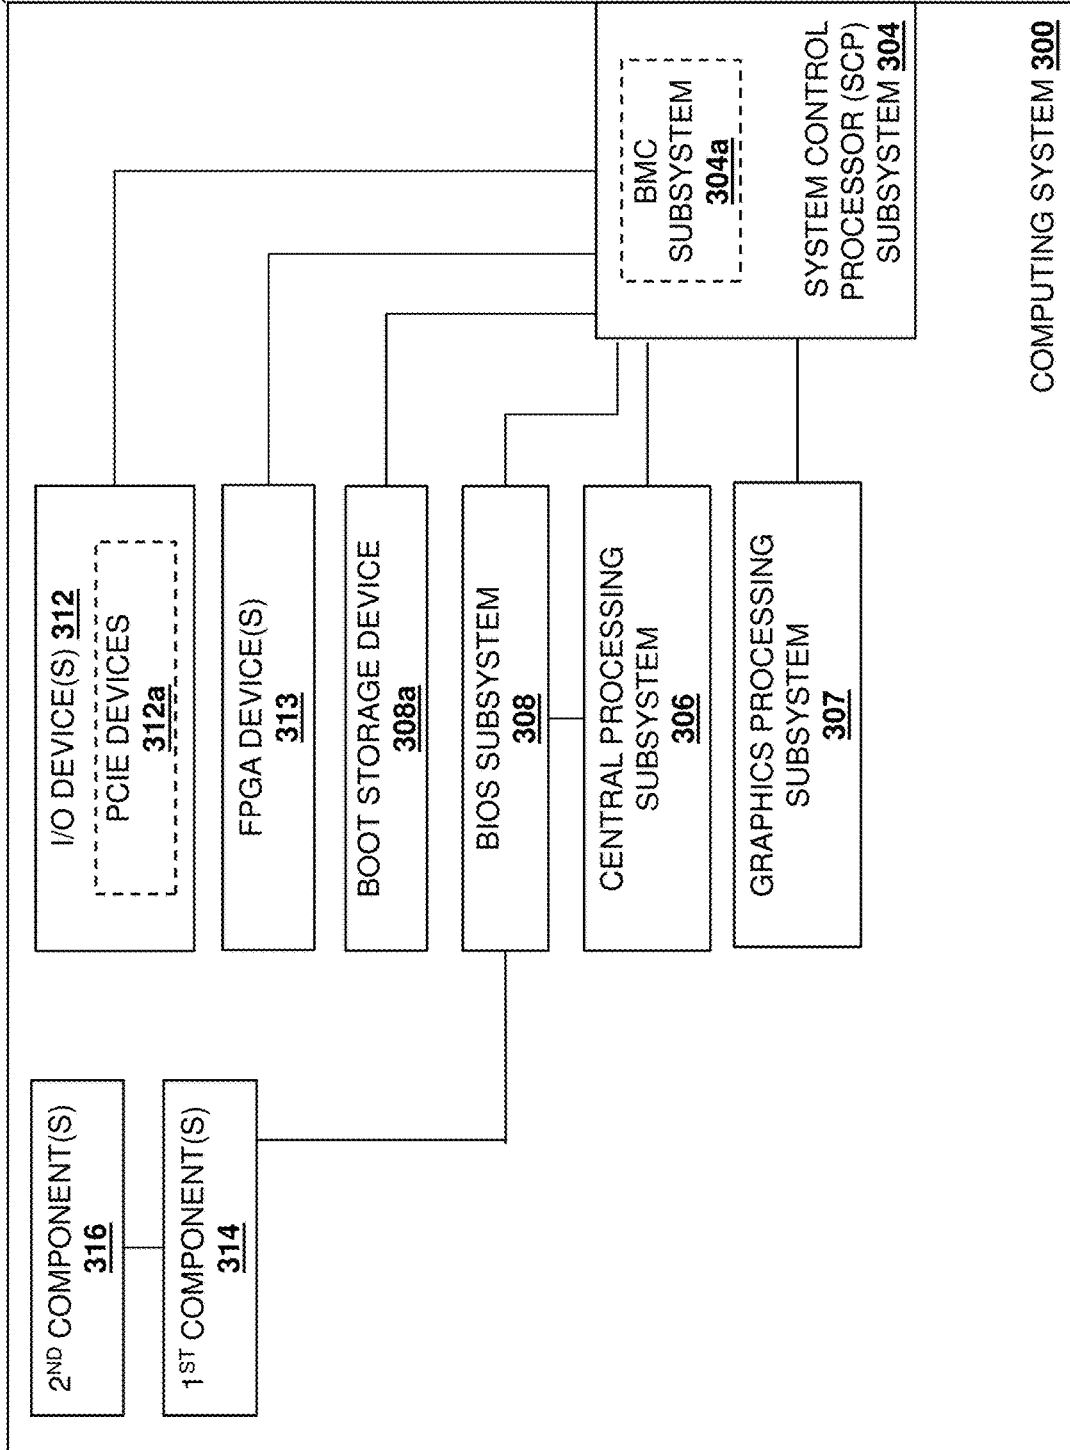 2ND COMPONENT(S)
316
1ST COMPONENT(S)
314
I/O DEVICE(S) 312
PCIE DEVICES
312a
FPGA DEVICE(S)
313
BOOT STORAGE DEVICE
308a
BIOS SUBSYSTEM
308
CENTRAL PROCESSING
SUBSYSTEM
306
GRAPHICS PROCESSING
SUBSYSTEM
307
BMC
SUBSYSTEM
304a
SYSTEM CONTROL
PROCESSOR (SCP)
SUBSYSTEM 304
COMPUTING SYSTEM 300